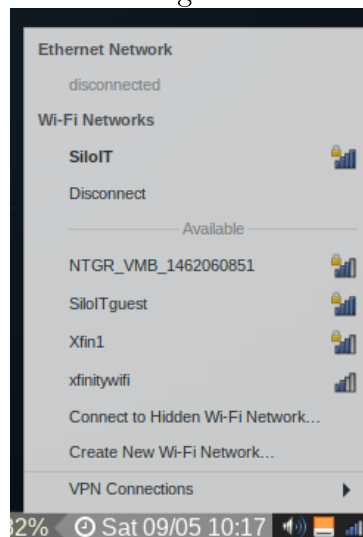 Ethernet Network
disconnected
Wi-Fi Networks
SiloIT
Disconnect
Available
NTGR_VMB_1462060851
SiloITguest
Xfin1
xfinitywifi
Connect to Hidden Wi-Fi Network...
Create New Wi-Fi Network...
VPN Connections
Sat 09/05 10:17